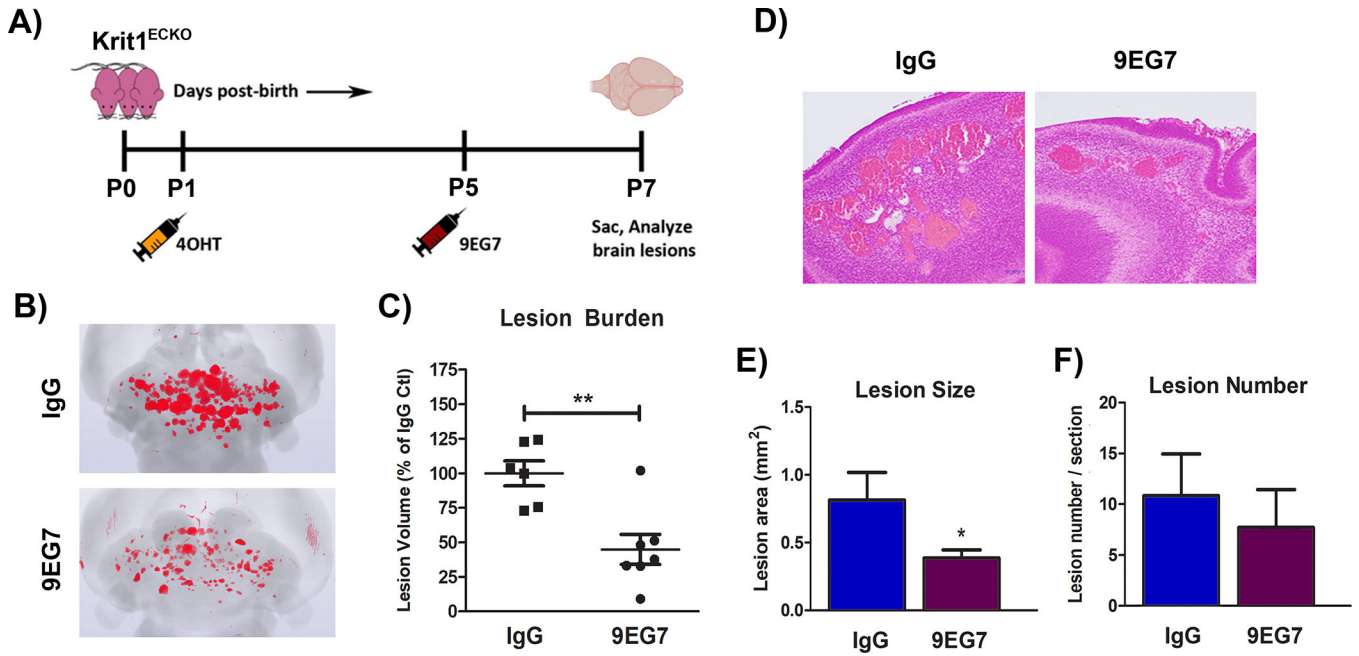 A)
Krit1ECKO
Days post-birth
P0
P1
P5
P7
4OHT
9EG7
Sac, Analyze
brain lesions
B)
IgG
9EG7
C)
Lesion Burden
Lesion Volume (% of IgG Ctl)
175
150
125
100
75
50
25
0
**
IgG
9EG7
D)
IgG
9EG7
E)
Lesion Size
Lesion area (mm2)
1.5
1.0
0.5
0.0
*
IgG
9EG7
F)
Lesion Number
Lesion number / section
20
15
10
5
0
IgG
9EG7